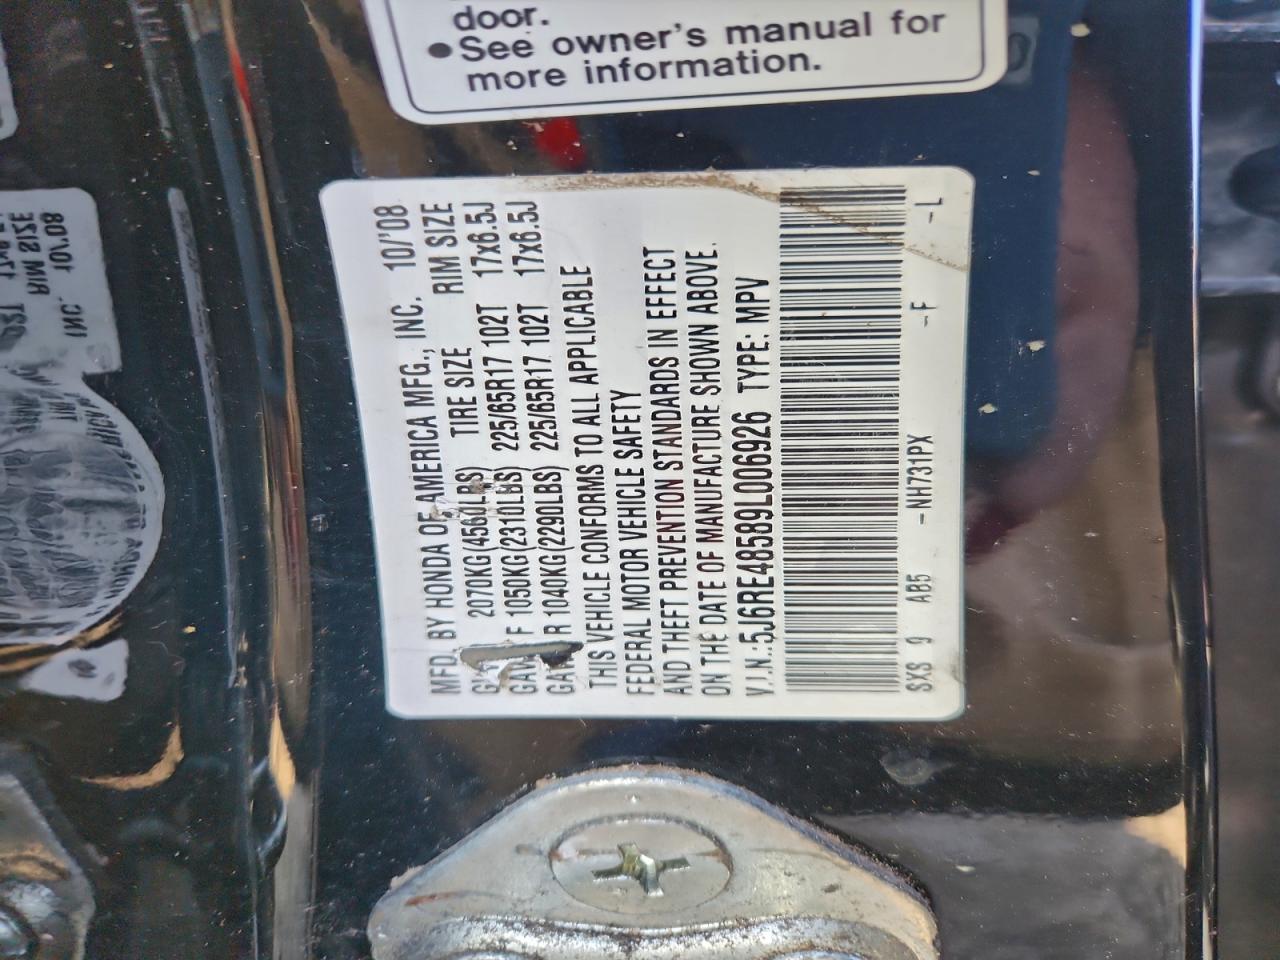 door.
●See owner's manual for
more information.
MFD. BY HONDA OF AMERICA MFG., INC. 10/'08
2070KG(4560LBS) TIRE SIZE RIM SIZE
F 1050KG(2310LBS) 225/65R17 102T 17x6.5J
R 1040KG(2290LBS) 225/65R17 102T 17x6.5J
THIS VEHICLE CONFORMS TO ALL APPLICABLE
FEDERAL MOTOR VEHICLE SAFETY
AND THEFT PREVENTION STANDARDS IN EFFECT
ON THE DATE OF MANUFACTURE SHOWN ABOVE.
V.I.N.:5J6RE48589L006926 TYPE: MPV
SXS 9 AB5 -NH731PX -F -L